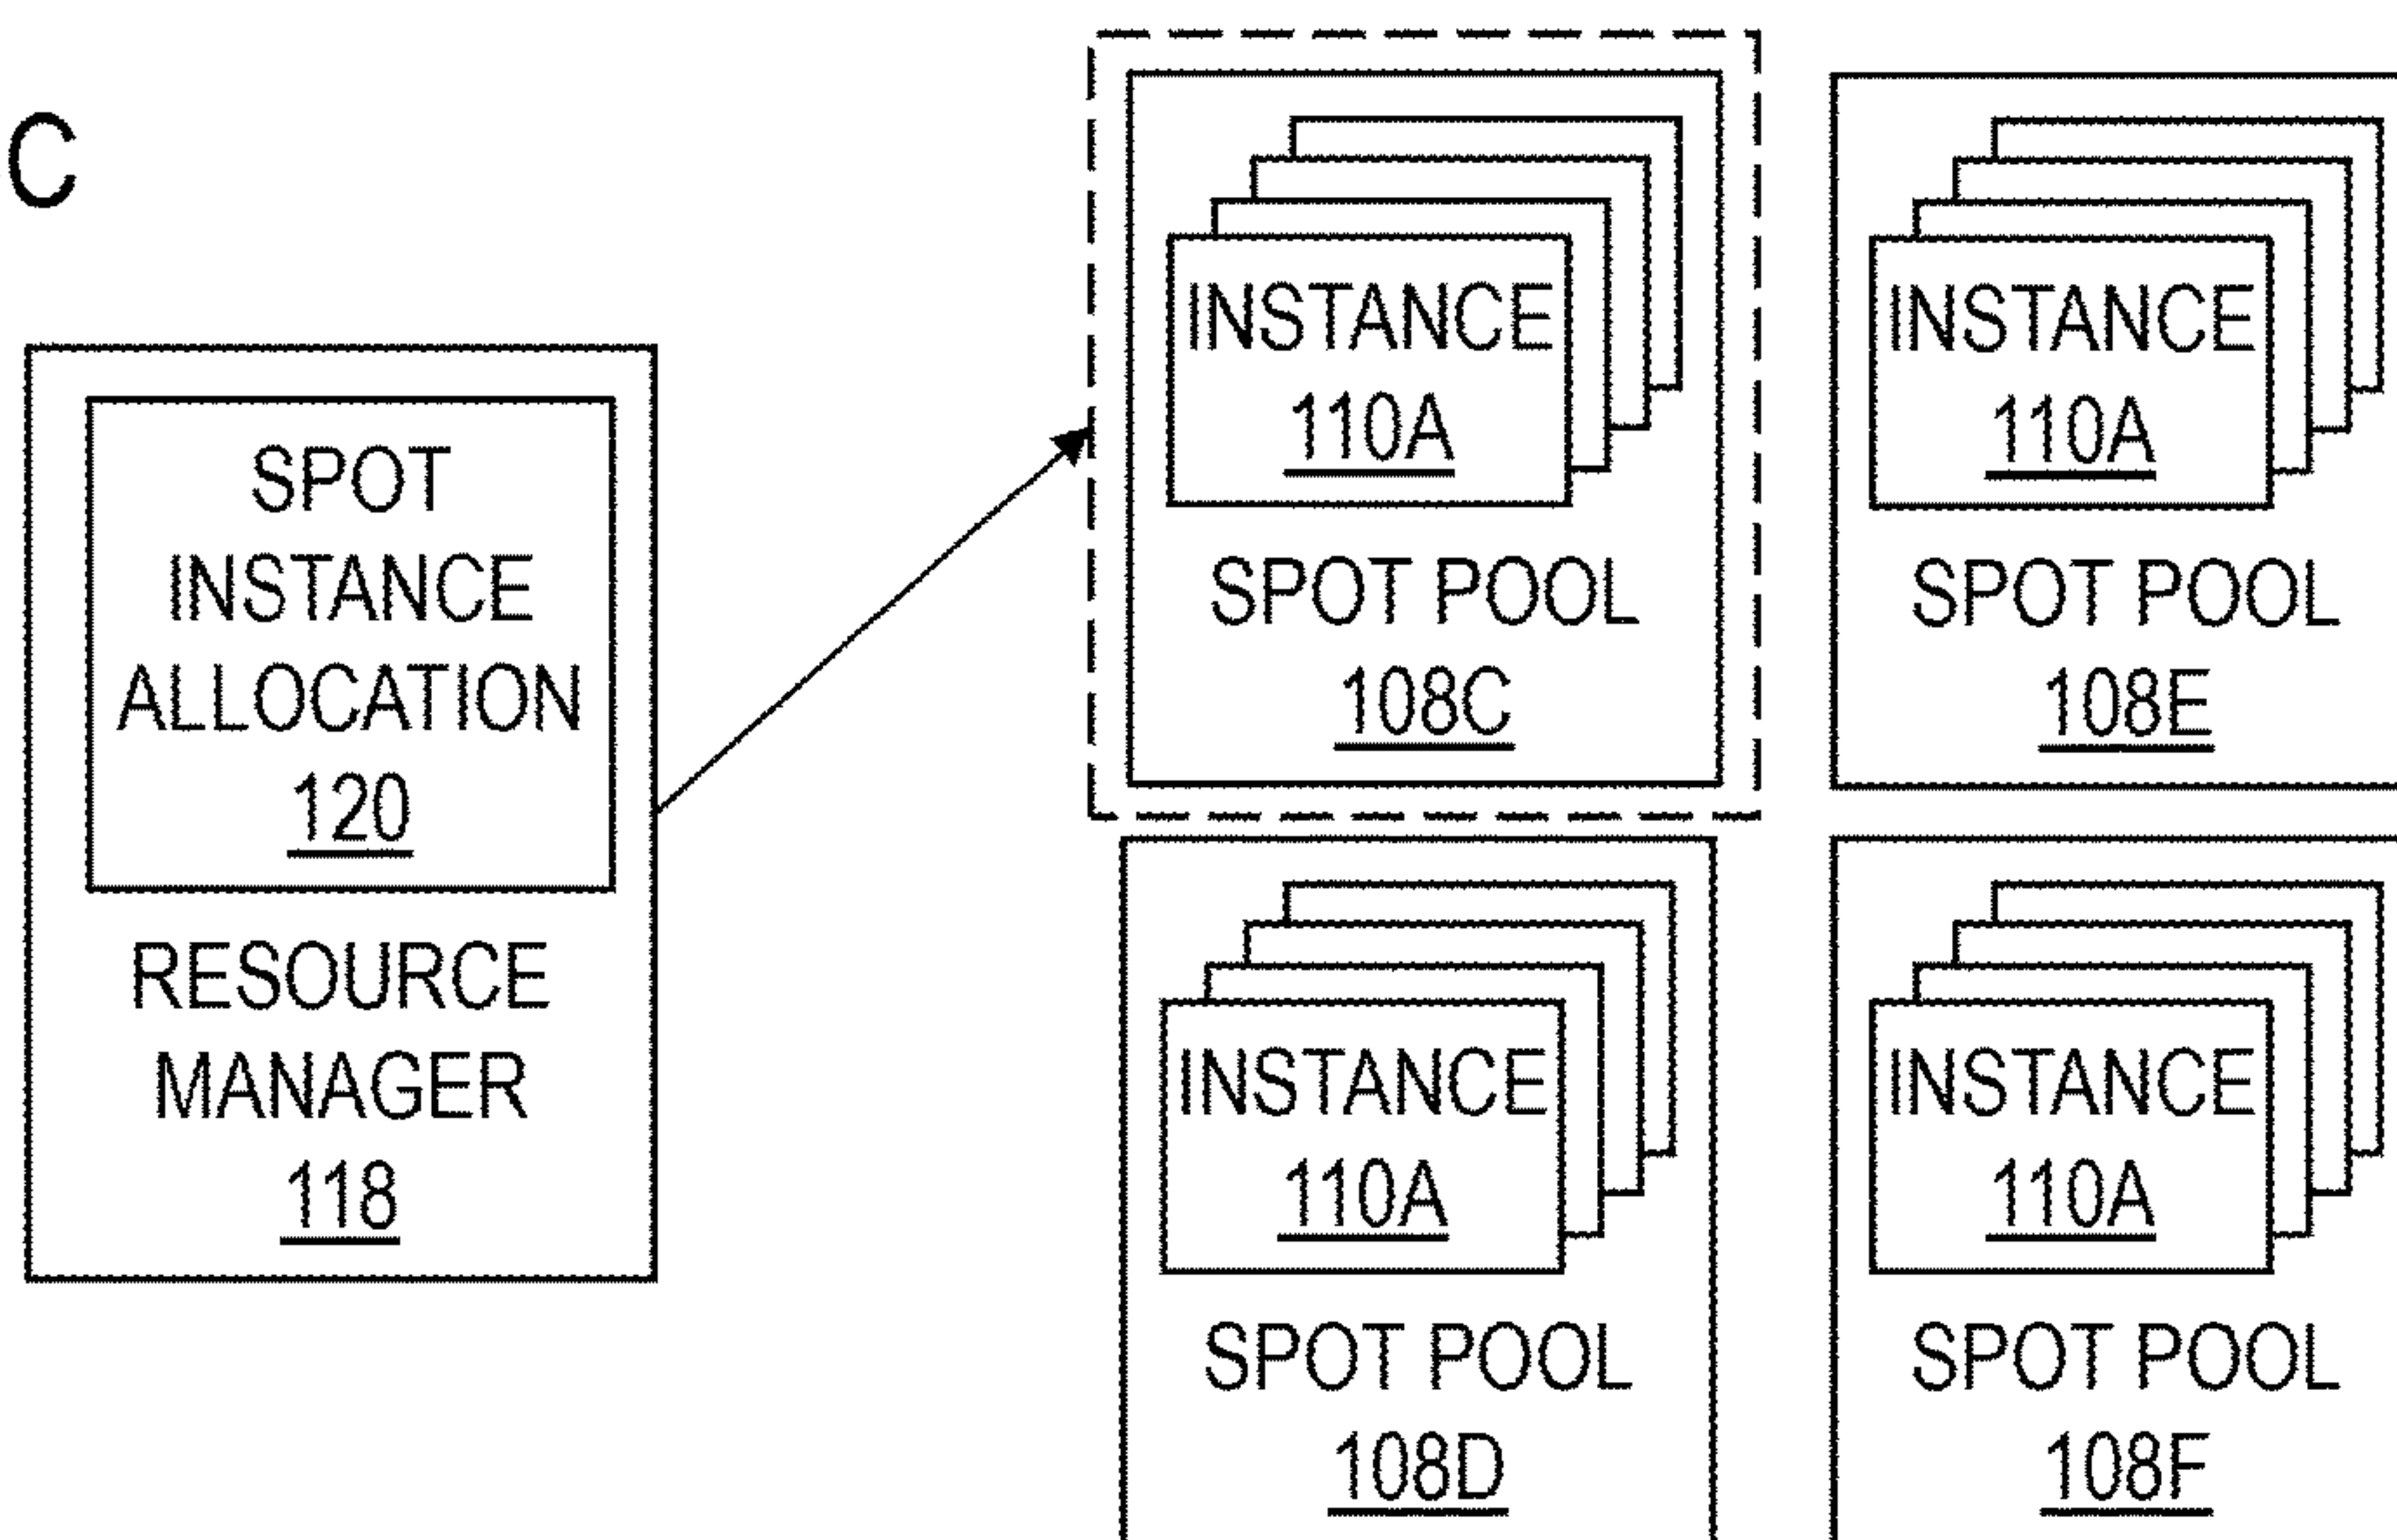 C
SPOT
INSTANCE
ALLOCATION
120
RESOURCE
MANAGER
118
INSTANCE
110A
SPOT POOL
108C
INSTANCE
110A
SPOT POOL
108E
INSTANCE
110A
SPOT POOL
108D
INSTANCE
110A
SPOT POOL
108F